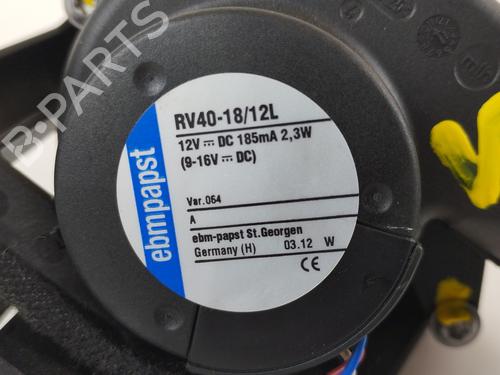 B-PARTS
ebmpapst
RV40-18/12L
12V ⎓ DC 185mA 2,3W
(9-16V ⎓ DC)
Var.064
A
ebm-papst St.Georgen
Germany (H) 03.12 W
CE